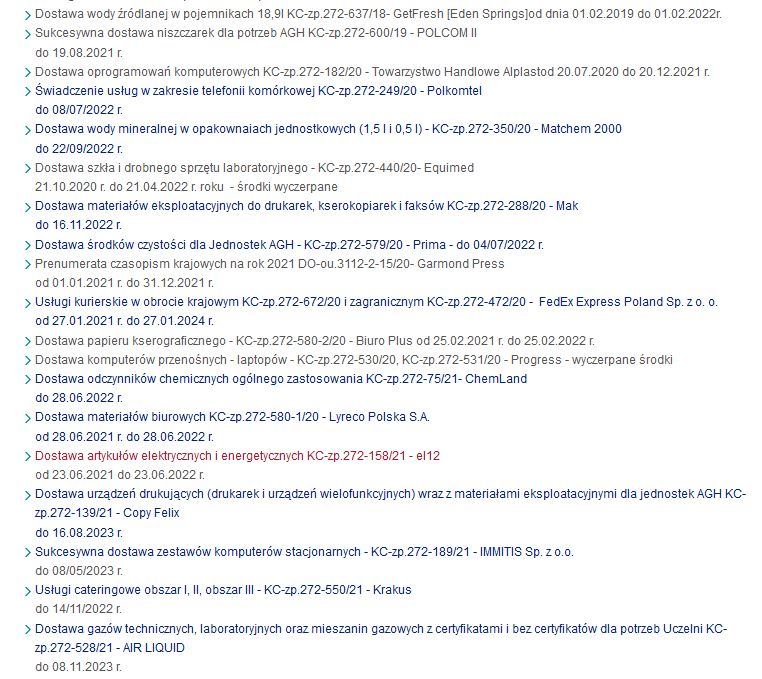 Dostawa wody źródlanej w pojemnikach 18,9l KC-zp.272-637/18- GetFresh [Eden Springs]od dnia 01.02.2019 do 01.02.2022r.
Sukcesywna dostawa niszczarek dla potrzeb AGH KC-zp.272-600/19 - POLCOM II
do 19.08.2021 r.
Dostawa oprogramowań komputerowych KC-zp.272-182/20 - Towarzystwo Handlowe Alplastod 20.07.2020 do 20.12.2021 r.
Świadczenie usług w zakresie telefonii komórkowej KC-zp.272-249/20 - Polkomtel
do 08/07/2022 r.
Dostawa wody mineralnej w opakownaiach jednostkowych (1,5 l i 0,5 l) - KC-zp.272-350/20 - Matchem 2000
do 22/09/2022 r.
Dostawa szkła i drobnego sprzętu laboratoryjnego - KC-zp.272-440/20- Equimed
21.10.2020 r. do 21.04.2022 r. roku - środki wyczerpane
Dostawa materiałów eksploatacyjnych do drukarek, kserokopiarek i faksów KC-zp.272-288/20 - Mak
do 16.11.2022 r.
Dostawa środków czystości dla Jednostek AGH - KC-zp.272-579/20 - Prima - do 04/07/2022 r.
Prenumerata czasopism krajowych na rok 2021 DO-ou.3112-2-15/20- Garmond Press
od 01.01.2021 r. do 31.12.2021 r.
Usługi kurierskie w obrocie krajowym KC-zp.272-672/20 i zagranicznym KC-zp.272-472/20 - FedEx Express Poland Sp. z o. o.
od 27.01.2021 r. do 27.01.2024 r.
Dostawa papieru kserograficznego - KC-zp.272-580-2/20 - Biuro Plus od 25.02.2021 r. do 25.02.2022 r.
Dostawa komputerów przenośnych - laptopów - KC-zp.272-530/20, KC-zp.272-531/20 - Progress - wyczerpane środki
Dostawa odczynników chemicznych ogólnego zastosowania KC-zp.272-75/21- ChemLand
do 28.06.2022 r.
Dostawa materiałów biurowych KC-zp.272-580-1/20 - Lyreco Polska S.A.
od 28.06.2021 r. do 28.06.2022 r.
Dostawa artykułów elektrycznych i energetycznych KC-zp.272-158/21 - el12
od 23.06.2021 do 23.06.2022 r.
Dostawa urządzeń drukujących (drukarek i urządzeń wielofunkcyjnych) wraz z materiałami eksploatacyjnymi dla jednostek AGH KC-
zp.272-139/21 - Copy Felix
do 16.08.2023 r.
Sukcesywna dostawa zestawów komputerów stacjonarnych - KC-zp.272-189/21 - IMMITIS Sp. z o.o.
do 08/05/2023 r.
Usługi cateringowe obszar I, II, obszar III - KC-zp.272-550/21 - Krakus
do 14/11/2022 r.
Dostawa gazów technicznych, laboratoryjnych oraz mieszanin gazowych z certyfikatami i bez certyfikatów dla potrzeb Uczelni KC-
zp.272-528/21 - AIR LIQUID
do 08.11.2023 r.